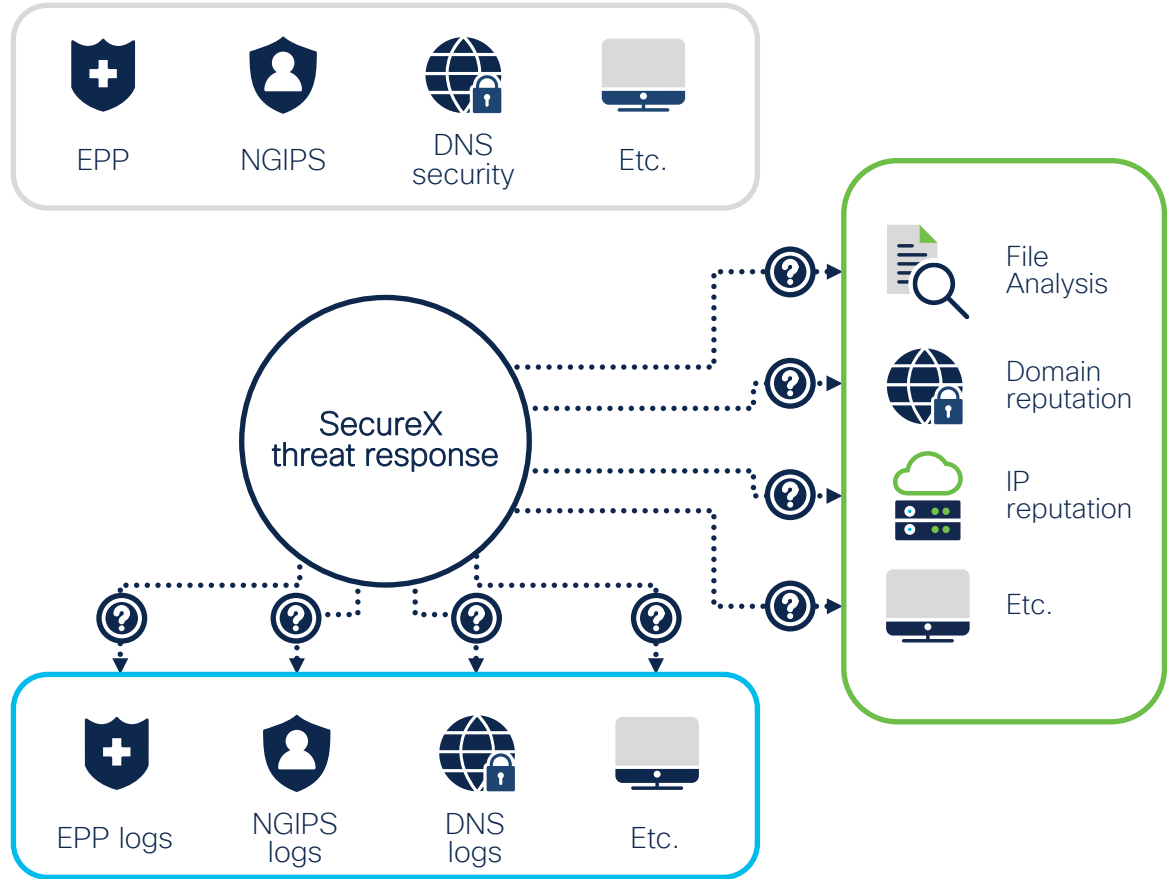 EPP
NGIPS
DNS
security
Etc.
File
Analysis
Domain
reputation
IP
reputation
Etc.
SecureX
threat response
?
?
?
?
?
?
?
?
EPP logs
NGIPS
logs
DNS
logs
Etc.